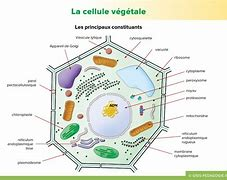 La cellule végétale
Les principaux constituants
cytosquelette
Vésicule lytique
vacuole
Appareil de Golgi
ribosome
cytoplasme
paroi
pectocellulosique
peroxysome
noyau
mitochondrie
chloroplaste
réticulum
endoplasmique
rugueux
réticulum
endoplasmique
lisse
membrane
cytoplasmique
plasmodesme